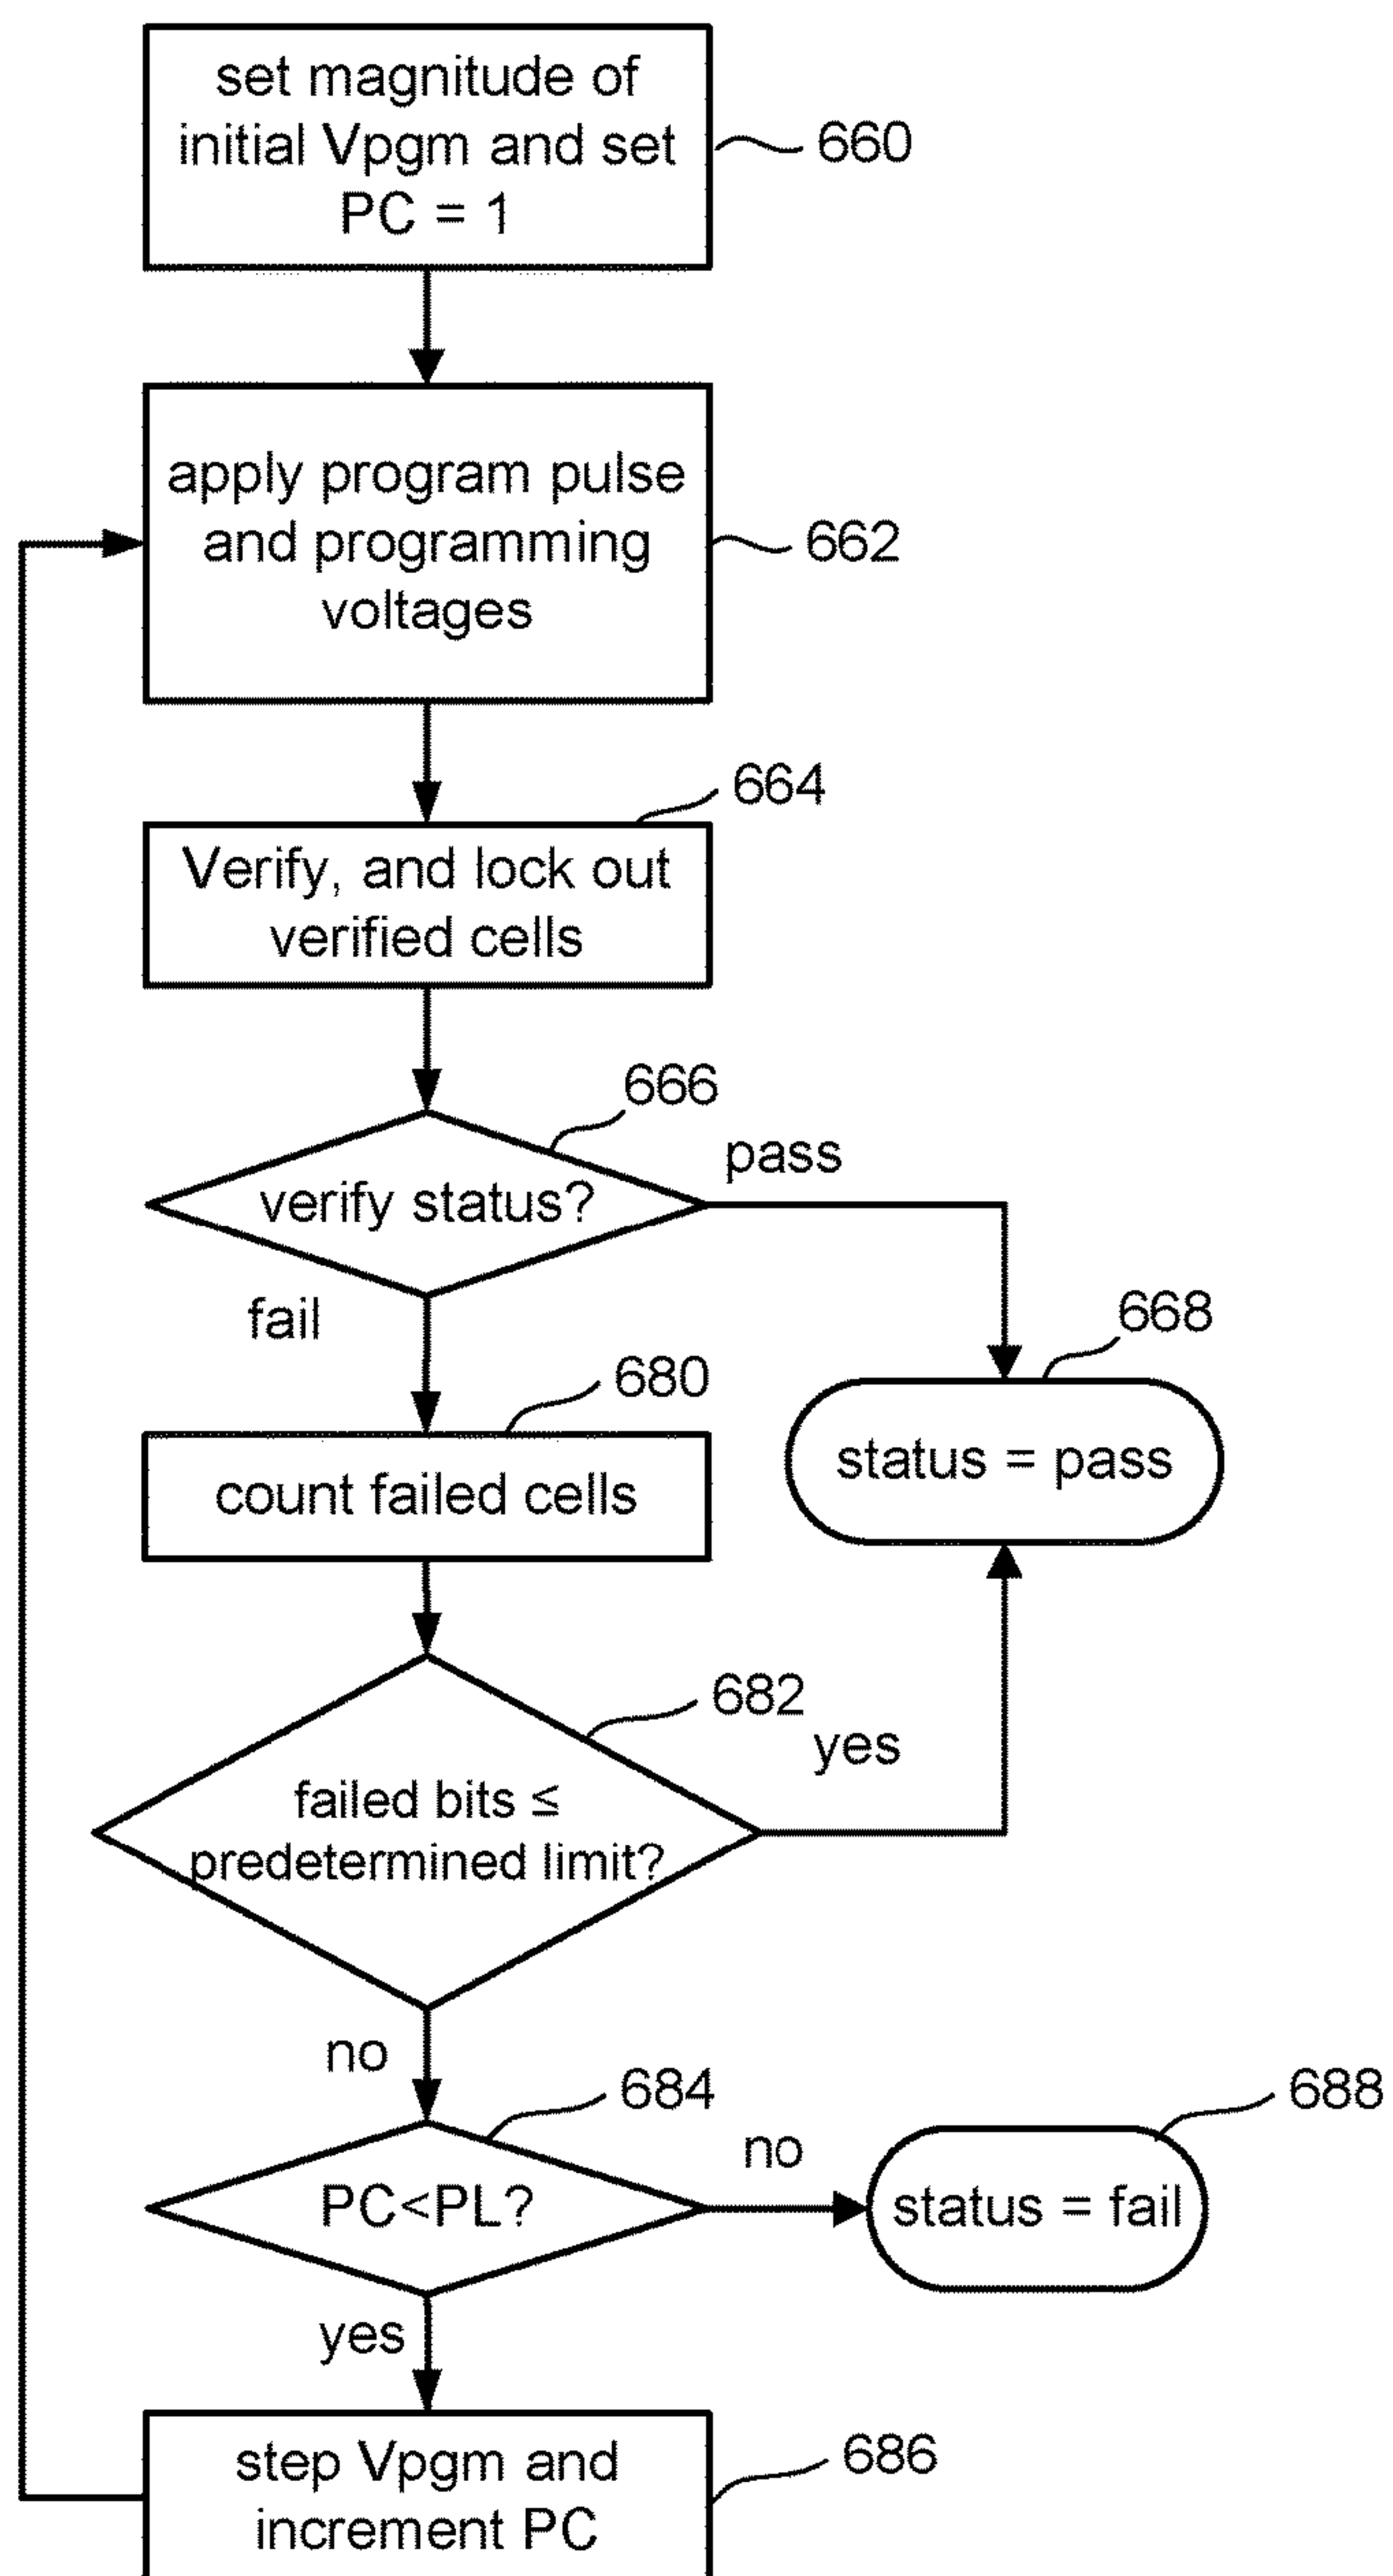 set magnitude of
initial Vpgm and set
PC = 1
660
apply program pulse
and programming
voltages
662
664
Verify, and lock out
verified cells
666
pass
verify status?
fail
668
680
status = pass
count failed cells
682
yes
failed bits ≤
predetermined limit?
no
684
688
no
PC<PL?
status = fail
yes
step Vpgm and
increment PC
686